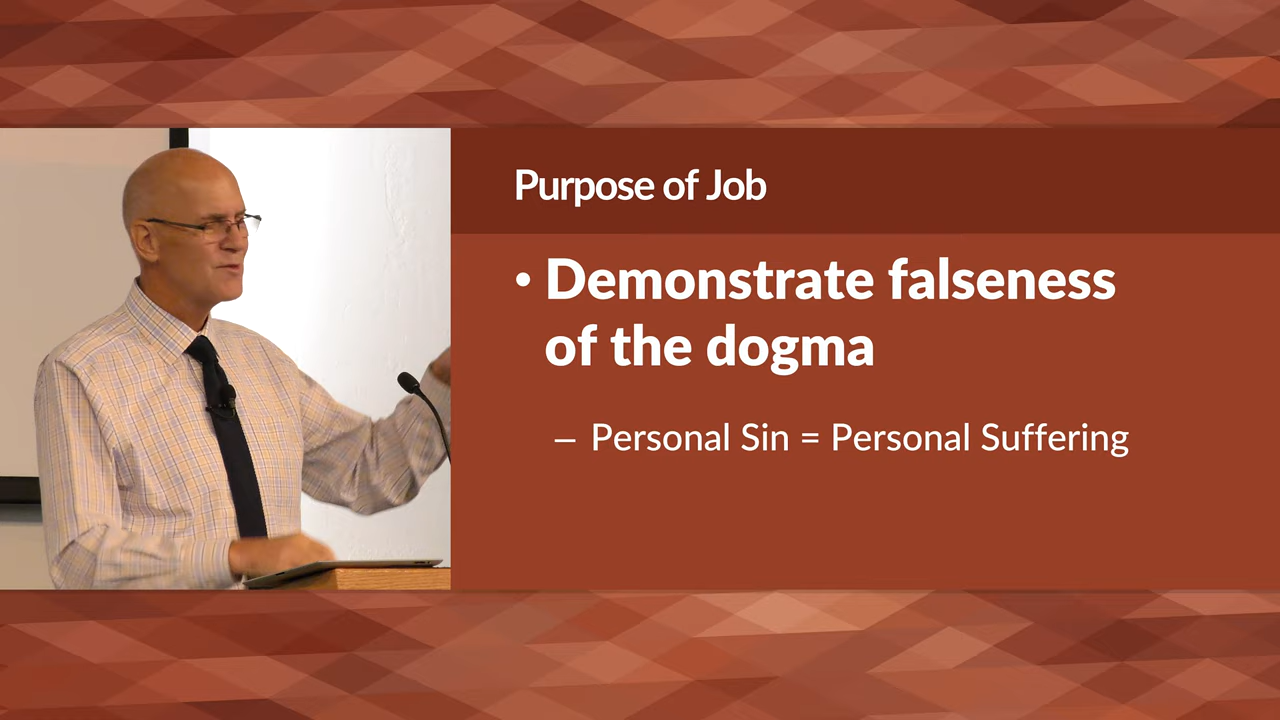 Purpose of Job
• Demonstrate falseness
of the dogma
– Personal Sin = Personal Suffering